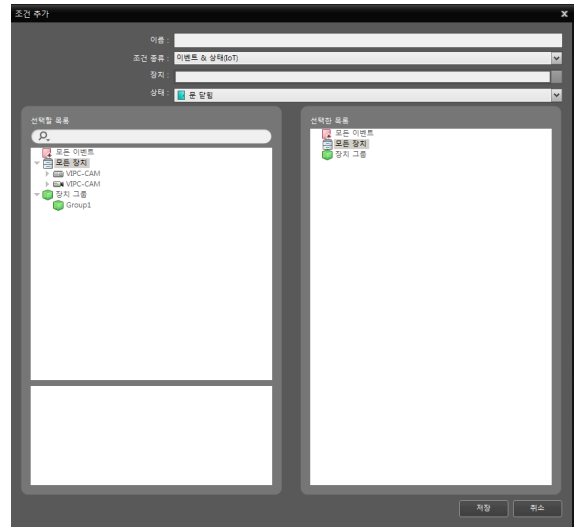 조건 추가
이름 :
조건 종류 : 이벤트 & 상태(IoT)
장치 :
상태 : 문 닫힘
선택할 목록
모든 이벤트
모든 장치
VIPC-CAM
VIPC-CAM
장치 그룹
Group1
선택한 목록
모든 이벤트
모든 장치
장치 그룹
저장
취소